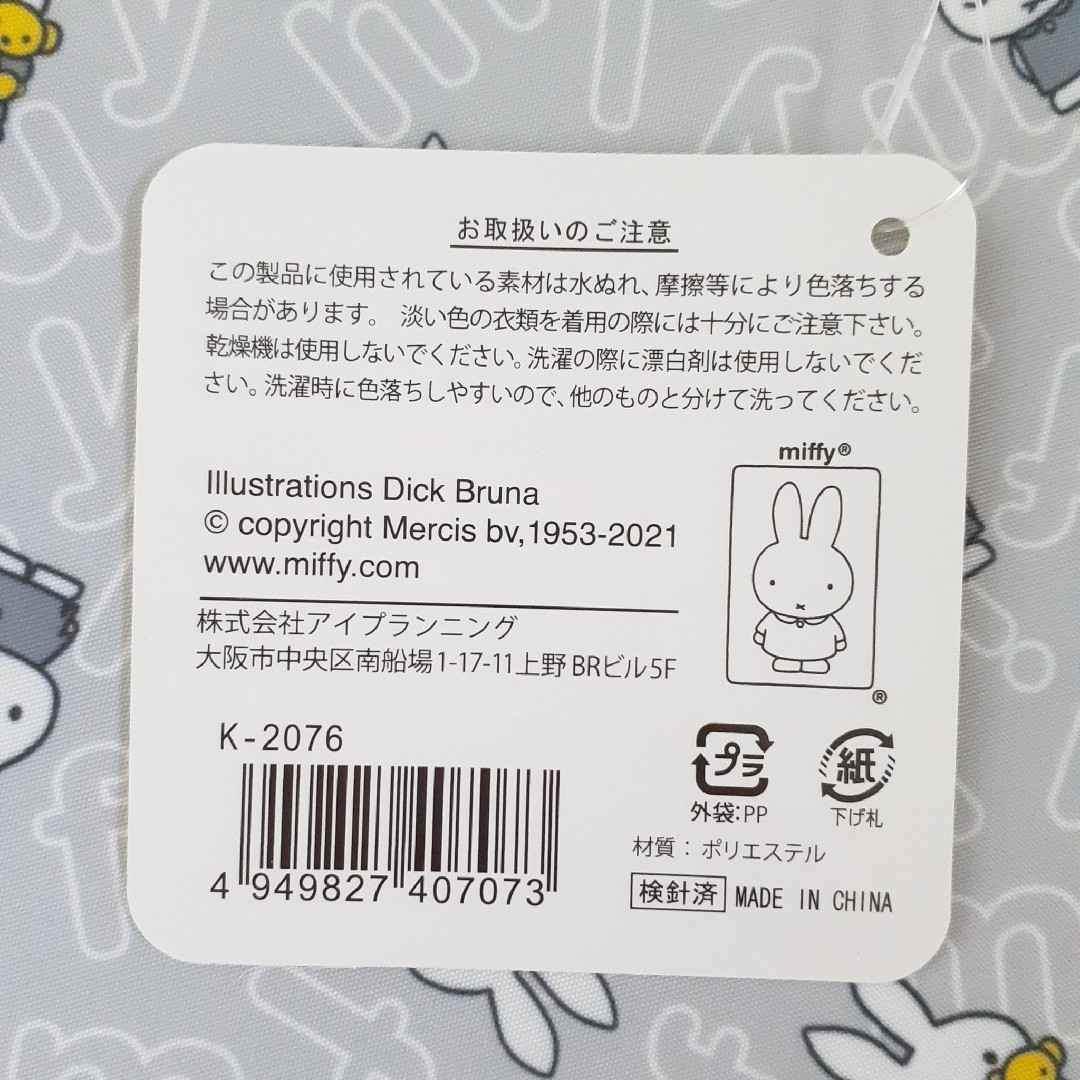 お取扱いのご注意
この製品に使用されている素材は水ぬれ、摩擦等により色落ちする
場合があります。 淡い色の衣類を着用の際には十分にご注意下さい。
乾燥機は使用しないでください。洗濯の際に漂白剤は使用しないでくだ
さい。洗濯時に色落ちしやすいので、他のものと分けて洗ってください。
miffy®
Illustrations Dick Bruna
© copyright Mercis bv,1953-2021
www.miffy.com
株式会社アイプランニング
大阪市中央区南船場1-17-11上野BRビル5F
®
K-2076
4 949827 407073
プラ
外袋:PP
紙
下げ札
材質：ポリエステル
検針済 MADE IN CHINA